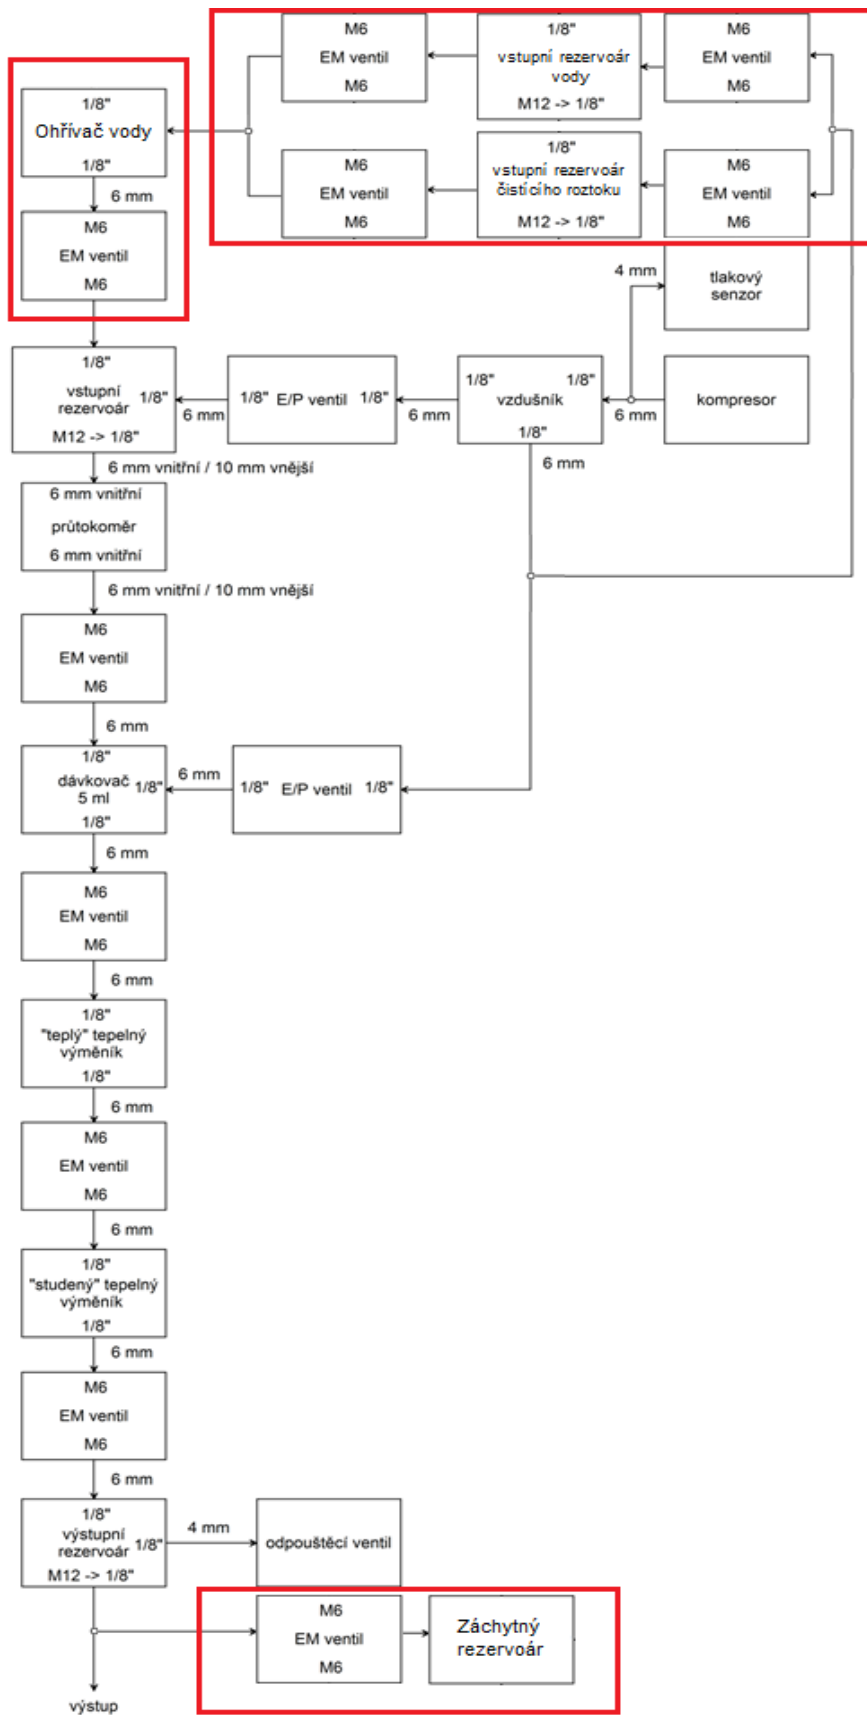 M6
EM ventil
M6
1/8"
vstupní rezervoár
vody
M12 -> 1/8"
M6
EM ventil
M6
1/8"
Ohřívač vody
1/8"
6 mm
M6
EM ventil
M6
M6
EM ventil
M6
1/8"
vstupní rezervoár
čistícího roztoku
M12 -> 1/8"
M6
EM ventil
M6
4 mm
tlakový
senzor
1/8"
vstupní
rezervoár
1/8"
M12 -> 1/8"
6 mm
1/8"
E/P ventil
1/8"
6 mm
1/8"
1/8"
vzdušník
1/8"
6 mm
kompresor
6 mm
6 mm vnitřní / 10 mm vnější
6 mm vnitřní
průtokoměr
6 mm vnitřní
6 mm vnitřní / 10 mm vnější
M6
EM ventil
M6
6 mm
1/8"
dávkovač
5 ml
1/8"
1/8"
6 mm
1/8"
E/P ventil
1/8"
6 mm
M6
EM ventil
M6
6 mm
1/8"
"teplý" tepelný
výměník
1/8"
6 mm
M6
EM ventil
M6
6 mm
1/8"
"studený" tepelný
výměník
1/8"
6 mm
M6
EM ventil
M6
6 mm
1/8"
výstupní
rezervoár
1/8"
M12 -> 1/8"
4 mm
odpouštěcí ventil
M6
EM ventil
M6
Záchytný
rezervoár
výstup